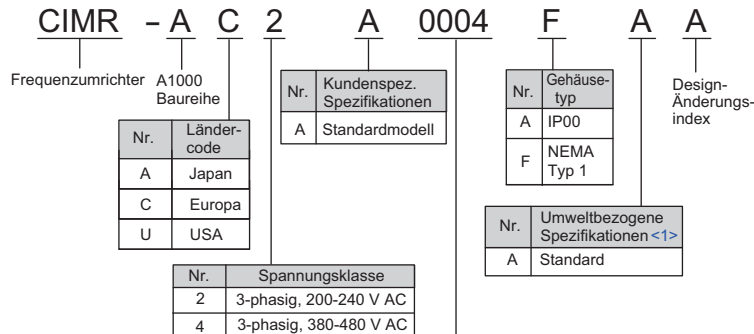 CIMR - A C 2 A 0004 F A A
Frequenzumrichter
A1000
Baureihe
Nr. Länder-
code
A Japan
C Europa
U USA
Nr. Kundenspez.
Spezifikationen
A Standardmodell
Nr. Gehäuse-
typ
A IP00
F NEMA
Typ 1
Design-
Änderungs-
index
Nr. Umweltbezogene
Spezifikationen <1>
A Standard
Nr. Spannungsklasse
2 3-phasig, 200-240 V AC
4 3-phasig, 380-480 V AC